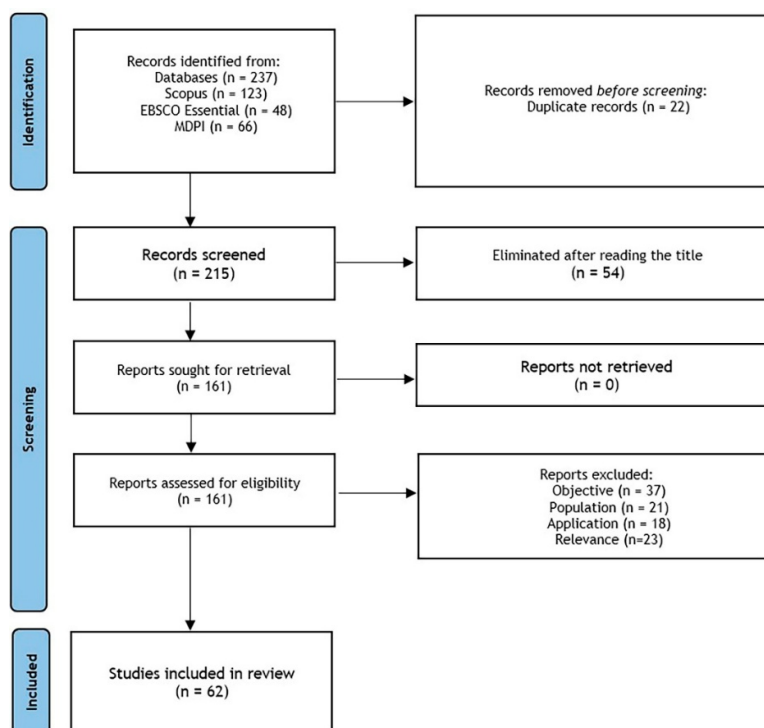 Identification
Records identified from:
Databases (n = 237)
Scopus (n = 123)
EBSCO Essential (n = 48)
MDPI (n = 66)
Records removed before screening:
Duplicate records (n = 22)
Screening
Records screened
(n = 215)
Eliminated after reading the title
(n = 54)
Reports sought for retrieval
(n = 161)
Reports not retrieved
(n = 0)
Reports assessed for eligibility
(n = 161)
Reports excluded:
Objective (n = 37)
Population (n = 21)
Application (n = 18)
Relevance (n=23)
Included
Studies included in review
(n = 62)